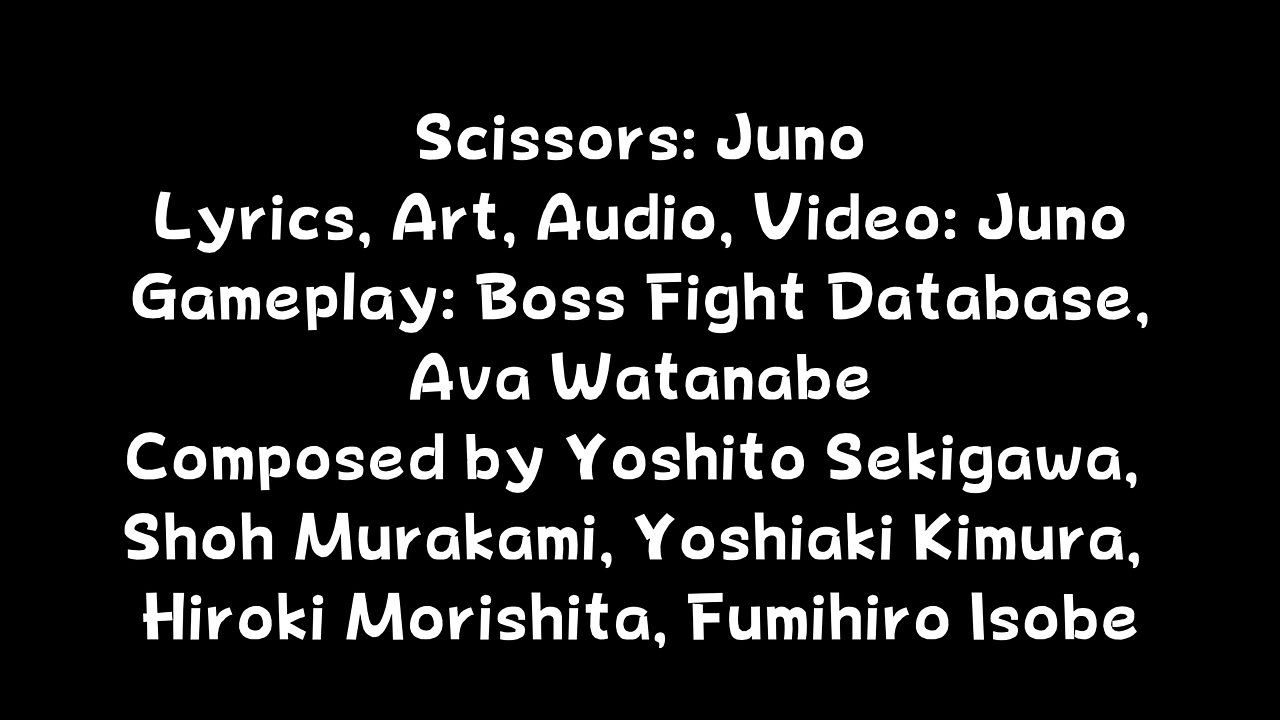 Scissors: Juno
Lyrics, Art, Audio, Video: Juno
Gameplay: Boss Fight Database,
Ava Watanabe
Composed by Yoshito Sekigawa,
Shoh Murakami, Yoshiaki Kimura,
Hiroki Morishita, Fumihiro Isobe